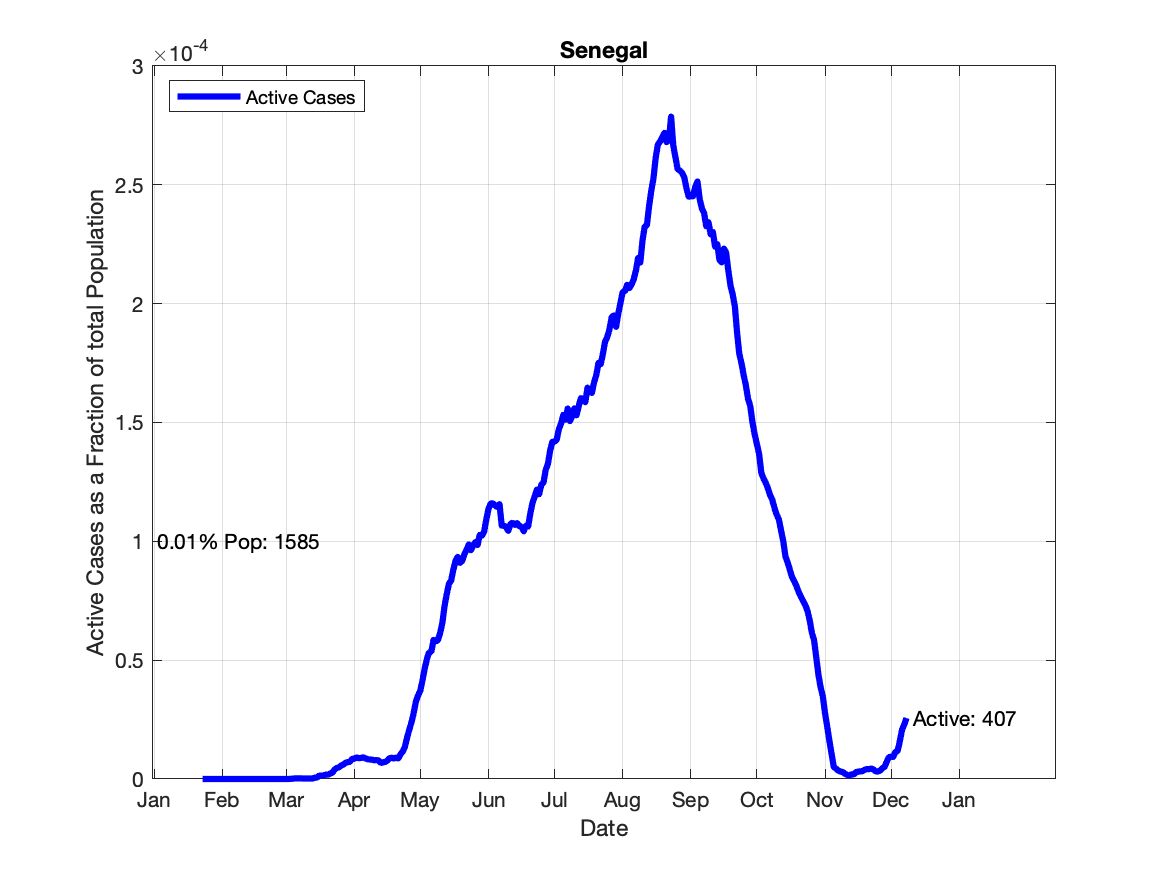 Senegal
×10^-4
Active Cases
3
2.5
2
1.5
1
0.5
0
0.01% Pop: 1585
Active: 407
Active Cases as a Fraction of total Population
Jan Feb Mar Apr May Jun Jul Aug Sep Oct Nov Dec Jan
Date